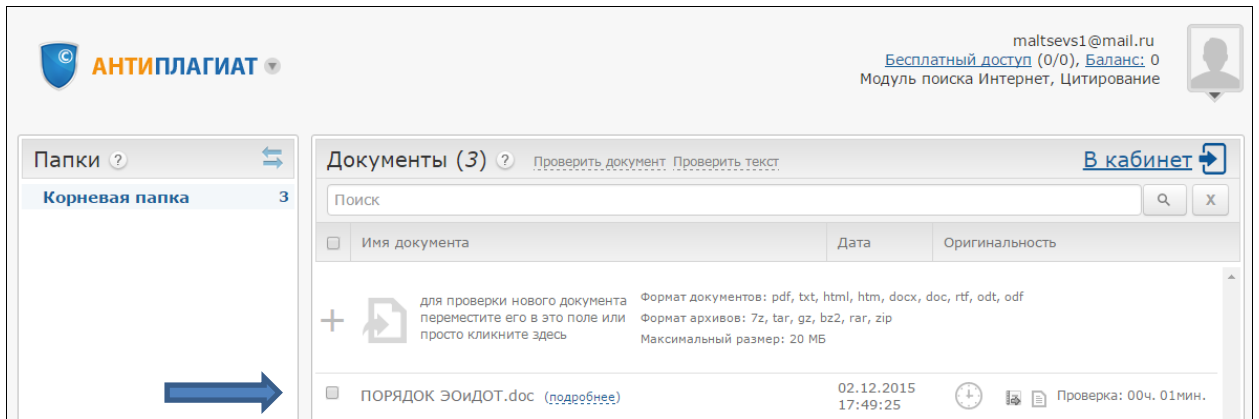 ©
АНТИПЛАГИАТ
maltsevs1@mail.ru
Бесплатный доступ (0/0), Баланс: 0
Модуль поиска Интернет, Цитирование
Папки ?
Корневая папка 3
Документы (3) ? Проверить документ Проверить текст В кабинет
Поиск X
Имя документа Дата Оригинальность
+ для проверки нового документа
переместите его в это поле или
просто кликните здесь
Формат документов: pdf, txt, html, htm, docx, doc, rtf, odt, odf
Формат архивов: 7z, tar, gz, bz2, rar, zip
Максимальный размер: 20 МБ
ПОРЯДОК ЭОиДОТ.doc (подробнее) 02.12.2015
17:49:25 Проверка: 00ч. 01мин.